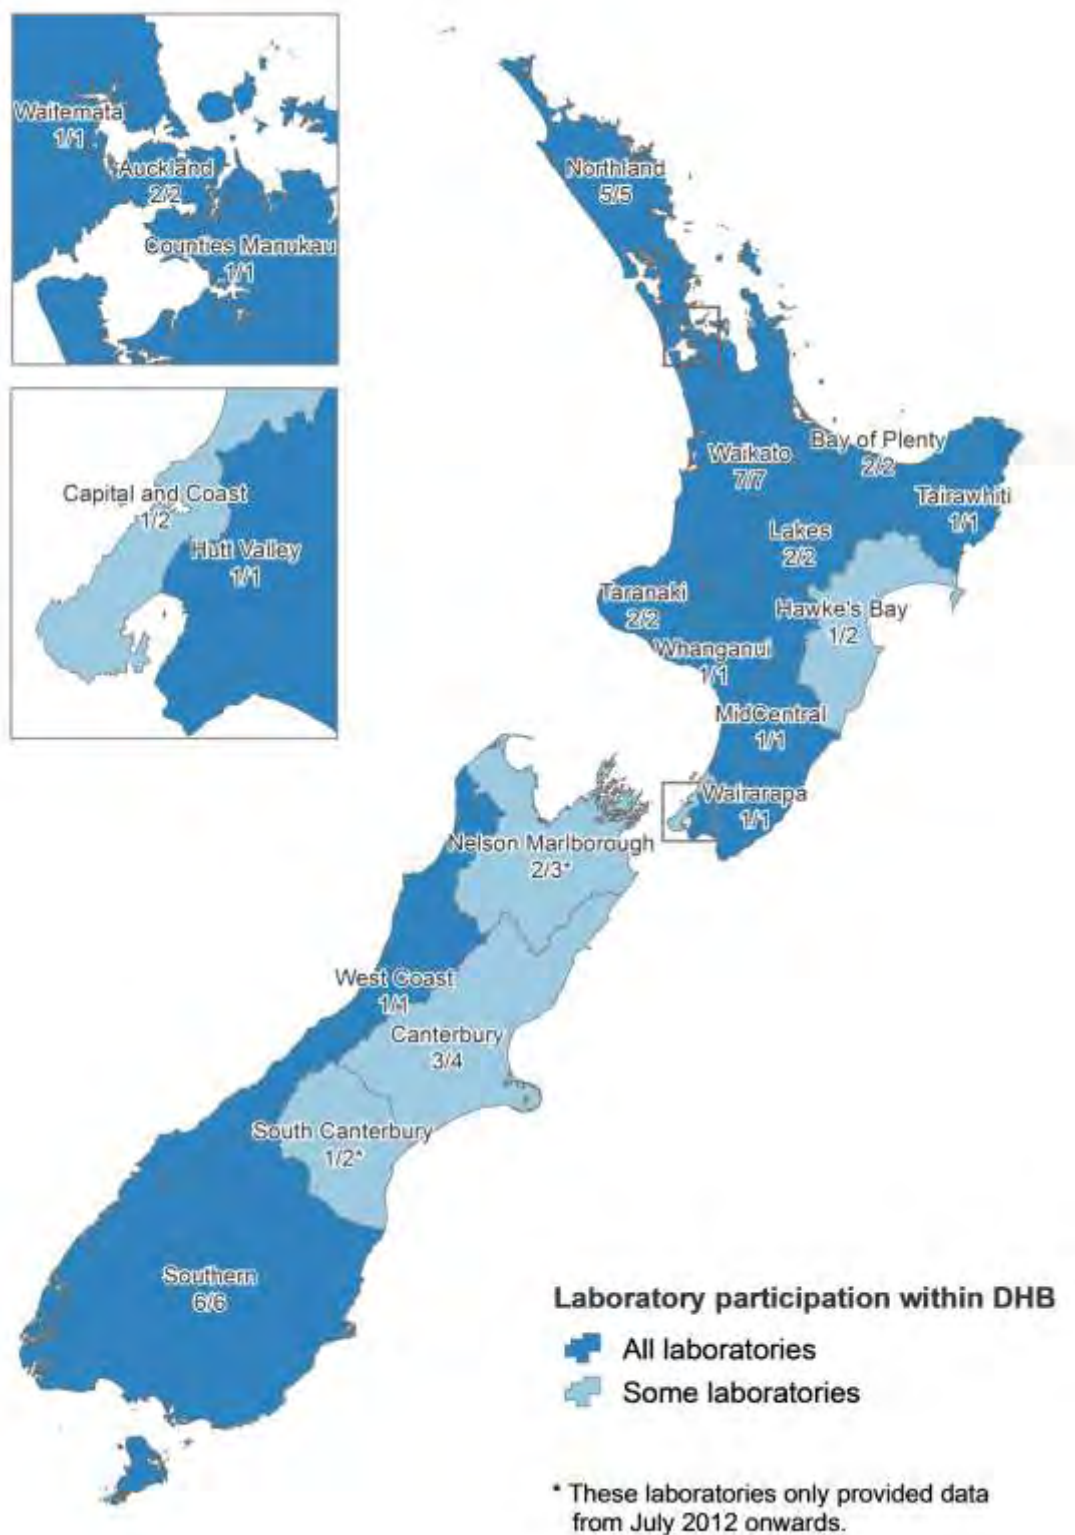 Waitemata
1/1
Auckland
2/2
Counties Manukau
1/1
Capital and Coast
1/2
Hutt Valley
1/1
Northland
5/5
Waikato
7/7
Bay of Plenty
2/2
Tairawhiti
1/1
Lakes
2/2
Taranaki
2/2
Hawke's Bay
1/2
Whanganui
1/1
MidCentral
1/1
Wairarapa
1/1
Nelson Marlborough
2/3*
West Coast
1/1
Canterbury
3/4
South Canterbury
1/2*
Southern
6/6
Laboratory participation within DHB
All laboratories
Some laboratories
* These laboratories only provided data
from July 2012 onwards.